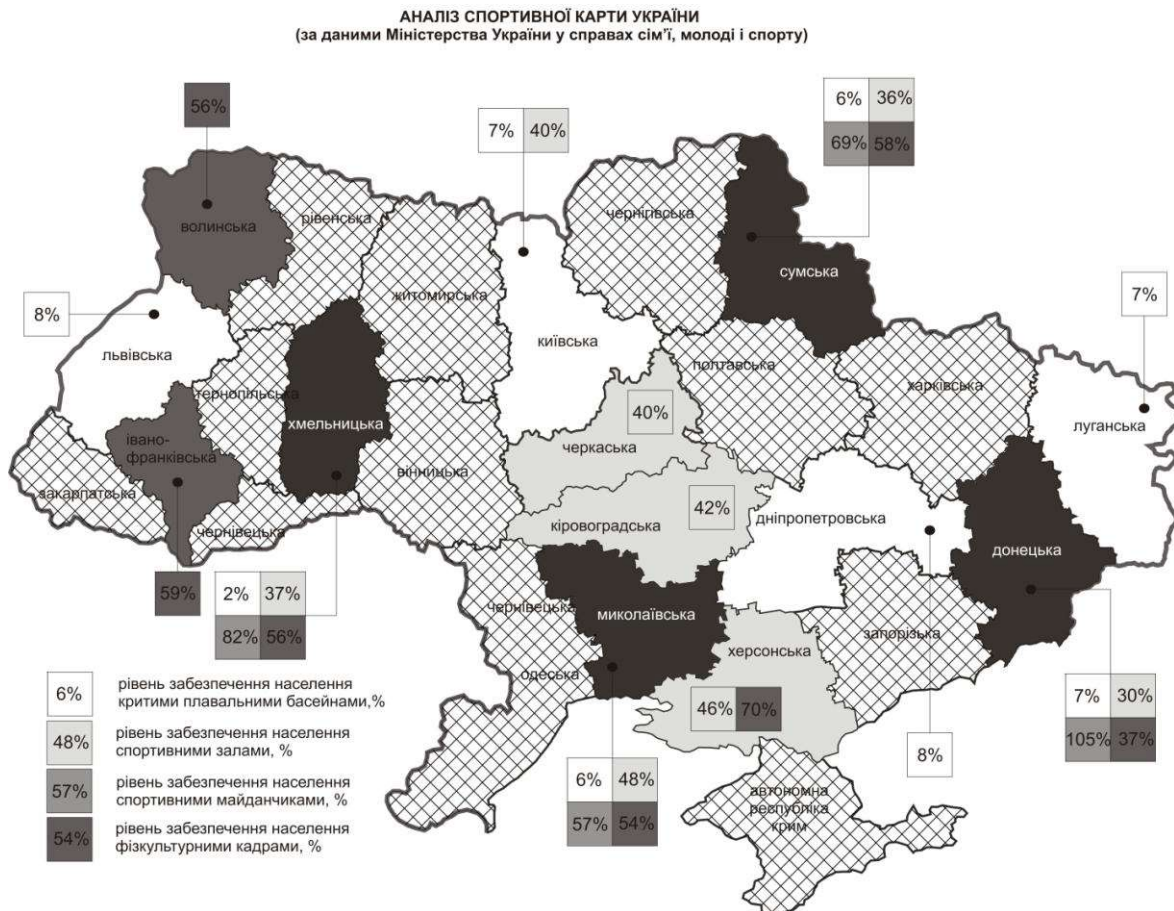 АНАЛІЗ СПОРТИВНОЇ КАРТИ УКРАЇНИ
(за даними Міністерства України у справах сім'ї, молоді і спорту)
56%
7% 40%
6% 36%
69% 58%
волинська
рівенська
чернігівська
сумська
житомирська
7%
8%
львівська
київська
полтавська
харківська
тернопільська
хмельницька
40%
луганська
івано-
франківська
черкаська
вінницька
закарпатська
42%
дніпропетровська
кіровоградська
чернівецька
донецька
59%
2% 37%
82% 56%
чернівецька
миколаївська
запорізька
херсонська
одеська
6%
рівень забезпечення населення
критими плавальними басейнами,%
48%
рівень забезпечення населення
спортивними залами, %
57%
рівень забезпечення населення
спортивними майданчиками, %
54%
рівень забезпечення населення
фізкультурними кадрами, %
46% 70%
7% 30%
105% 37%
8%
6% 48%
57% 54%
автономна
республіка
крим